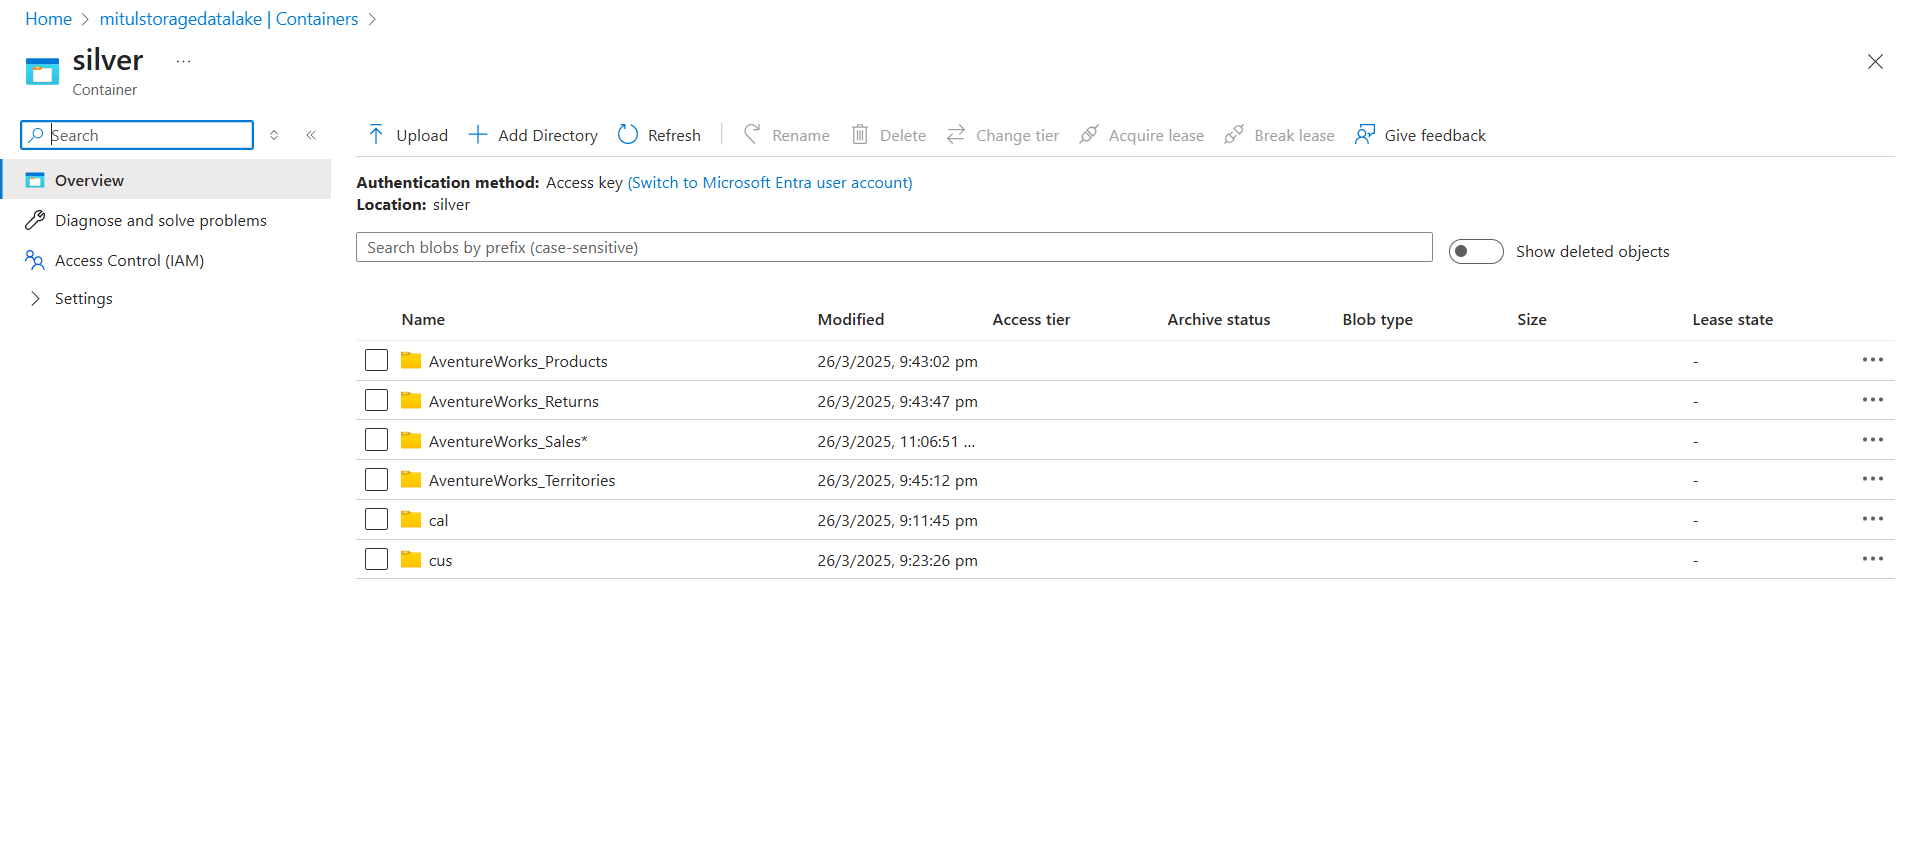 Home > mitulstoragedatalake | Containers >
silver ...
Container
Search
Overview
Diagnose and solve problems
Access Control (IAM)
Settings
Upload Add Directory Refresh Rename Delete Change tier Acquire lease Break lease Give feedback
Authentication method: Access key (Switch to Microsoft Entra user account)
Location: silver
Search blobs by prefix (case-sensitive) Show deleted objects
Name Modified Access tier Archive status Blob type Size Lease state
AventureWorks_Products 26/3/2025, 9:43:02 pm -
AventureWorks_Returns 26/3/2025, 9:43:47 pm -
AventureWorks_Sales* 26/3/2025, 11:06:51 ... -
AventureWorks_Territories 26/3/2025, 9:45:12 pm -
cal 26/3/2025, 9:11:45 pm -
cus 26/3/2025, 9:23:26 pm -